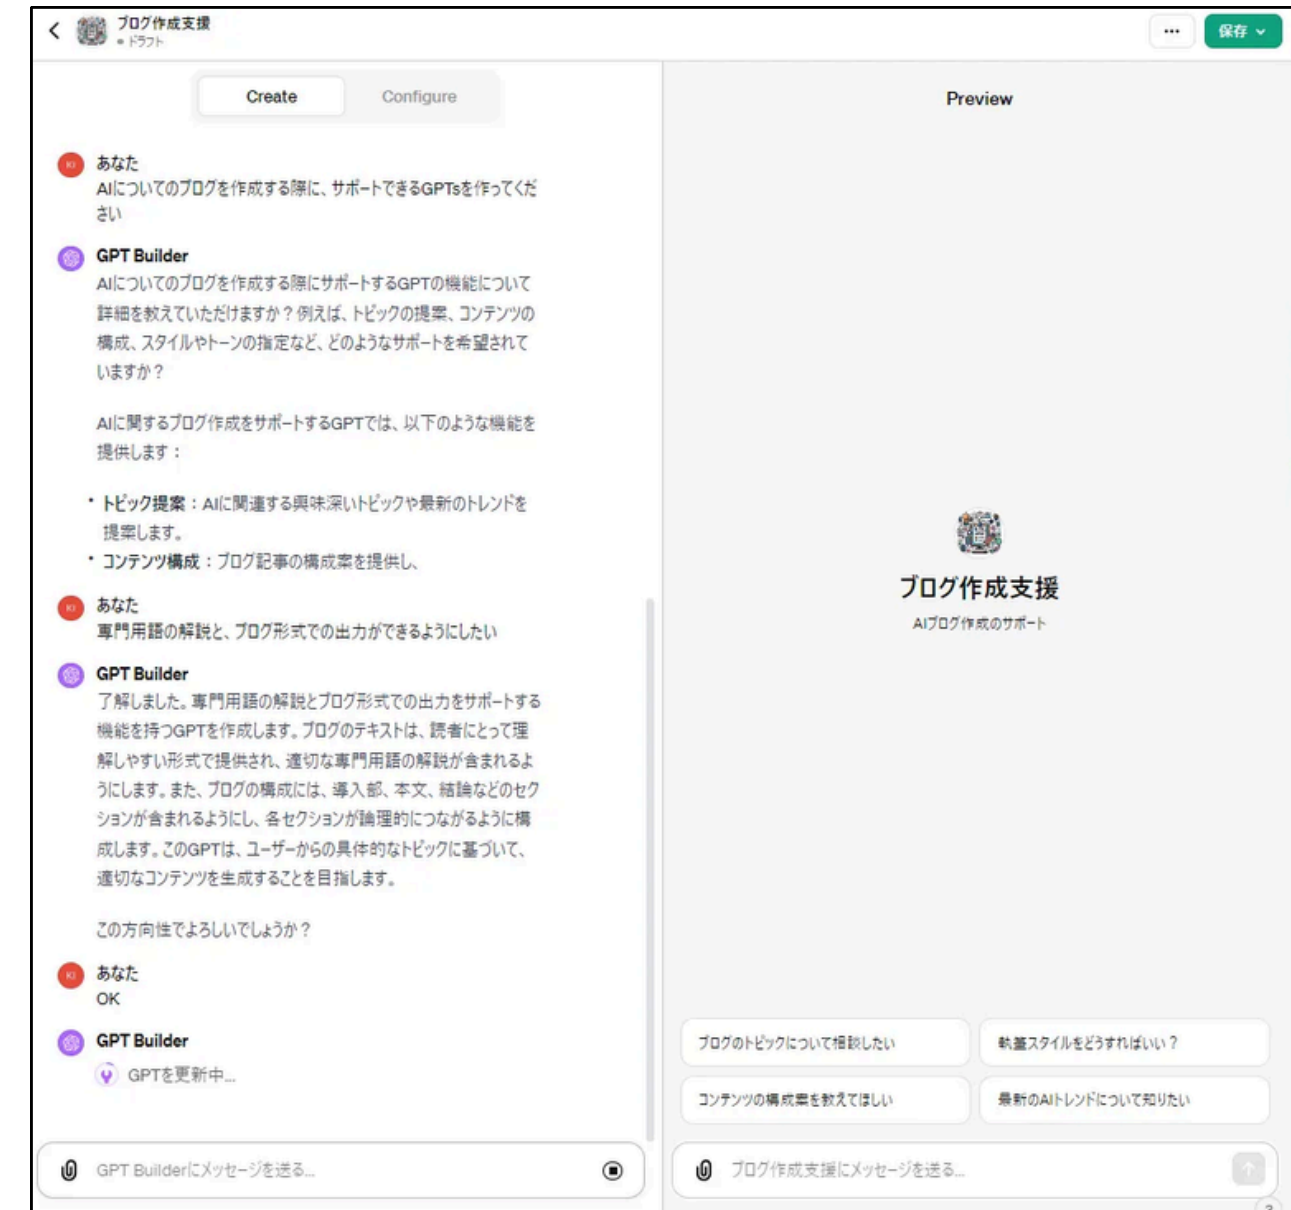 ブログ作成支援
ドラフト
保存
Create
Configure
あなた
AIについてのブログを作成する際に、サポートできるGPTsを作ってくだ
さい
GPT Builder
AIについてのブログを作成する際にサポートするGPTの機能について
詳細を教えていただけますか？例えば、トピックの提案、コンテンツの
構成、スタイルやトーンの指定など、どのようなサポートを希望されて
いますか？
AIに関するブログ作成をサポートするGPTでは、以下のような機能を
提供します：
・トピック提案：AIに関連する興味深いトピックや最新のトレンドを
提案します。
・コンテンツ構成：ブログ記事の構成案を提供し、
あなた
専門用語の解説と、ブログ形式での出力ができるようにしたい
GPT Builder
了解しました。専門用語の解説とブログ形式での出力をサポートする
機能を持つGPTを作成します。ブログのテキストは、読者にとって理
解しやすい形式で提供され、適切な専門用語の解説が含まれるよ
うにします。また、ブログの構成には、導入部、本文、結論などのセク
ションが含まれるようにし、各セクションが論理的につながるように構
成します。このGPTは、ユーザーからの具体的なトピックに基づいて、
適切なコンテンツを生成することを目指します。
この方向性でよろしいでしょうか？
あなた
OK
GPT Builder
GPTを更新中...
GPT Builderにメッセージを送る...
Preview
ブログ作成支援
AIブログ作成のサポート
ブログのトピックについて相談したい
執筆スタイルをどうすればいい？
コンテンツの構成案を教えてほしい
最新のAIトレンドについて知りたい
ブログ作成支援にメッセージを送る...